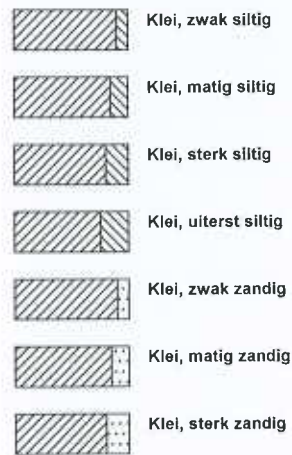 Klei, zwak siltig
Klei, matig siltig
Klei, sterk siltig
Klei, uiterst siltig
Klei, zwak zandig
Klei, matig zandig
Klei, sterk zandig